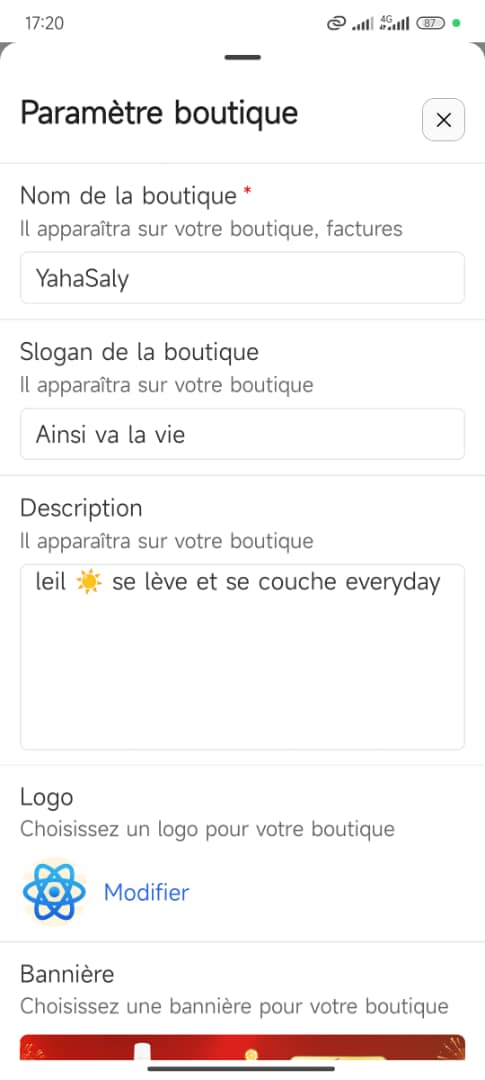 17:20
4G
87
Paramètre boutique
Nom de la boutique *
Il apparaîtra sur votre boutique, factures
YahaSaly
Slogan de la boutique
Il apparaîtra sur votre boutique
Ainsi va la vie
Description
Il apparaîtra sur votre boutique
leil ☀️ se lève et se couche everyday
Logo
Choisissez un logo pour votre boutique
Modifier
Bannière
Choisissez une bannière pour votre boutique